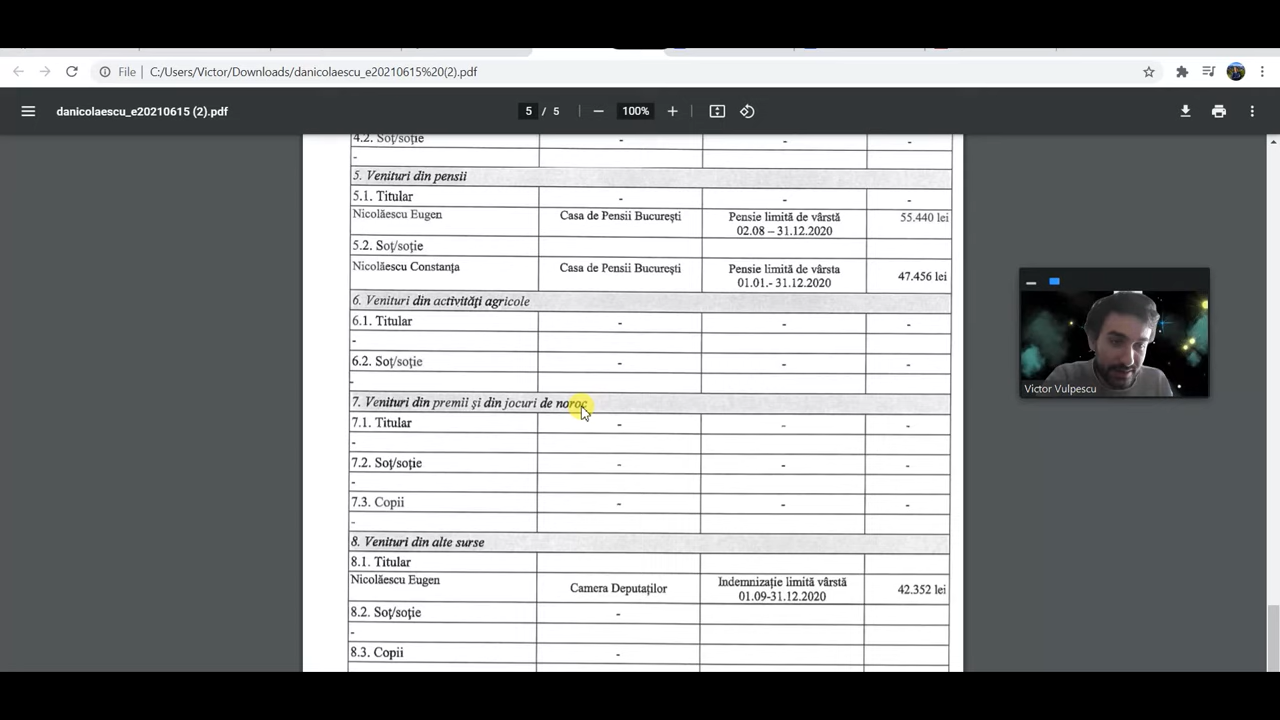 File | C:/Users/Victor/Downloads/danicolaescu_e20210615%20(2).pdf
danicolaescu_e20210615 (2).pdf 5 / 5 100%
4.2. Soț/soție - - -
-
5. Venituri din pensii
5.1. Titular - - -
Nicolăescu Eugen Casa de Pensii București Pensie limită de vârstă 55.440 lei
02.08 – 31.12.2020
5.2. Soț/soție
Nicolăescu Constanța Casa de Pensii București Pensie limită de vârsta 47.456 lei
01.01.- 31.12.2020
6. Venituri din activități agricole
6.1. Titular - - -
-
6.2. Soț/soție - - -
-
7. Venituri din premii și din jocuri de noroc
7.1. Titular - - -
-
7.2. Soț/soție - - -
-
7.3. Copii - - -
-
8. Venituri din alte surse
8.1. Titular
Nicolăescu Eugen Camera Deputaților Indemnizație limită vârstă 42.352 lei
01.09-31.12.2020
8.2. Soț/soție -
-
8.3. Copii -
Victor Vulpescu